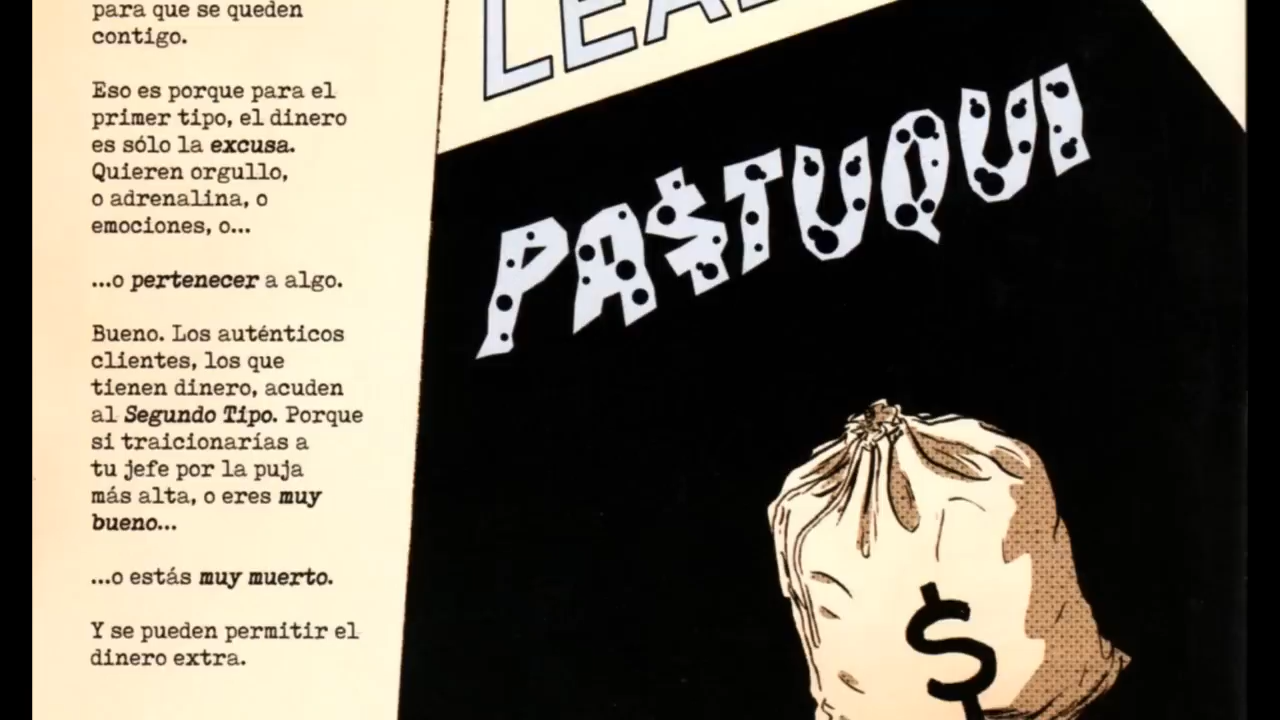 para que se queden
contigo.
Eso es porque para el
primer tipo, el dinero
es sólo la excusa.
Quieren orgullo,
o adrenalina, o
emociones, o...
...o pertenecer a algo.
Bueno. Los auténticos
clientes, los que
tienen dinero, acuden
al Segundo Tipo. Porque
si traicionarías a
tu jefe por la puja
más alta, o eres muy
bueno...
...o estás muy muerto.
Y se pueden permitir el
dinero extra.
PA$TUQUI
$